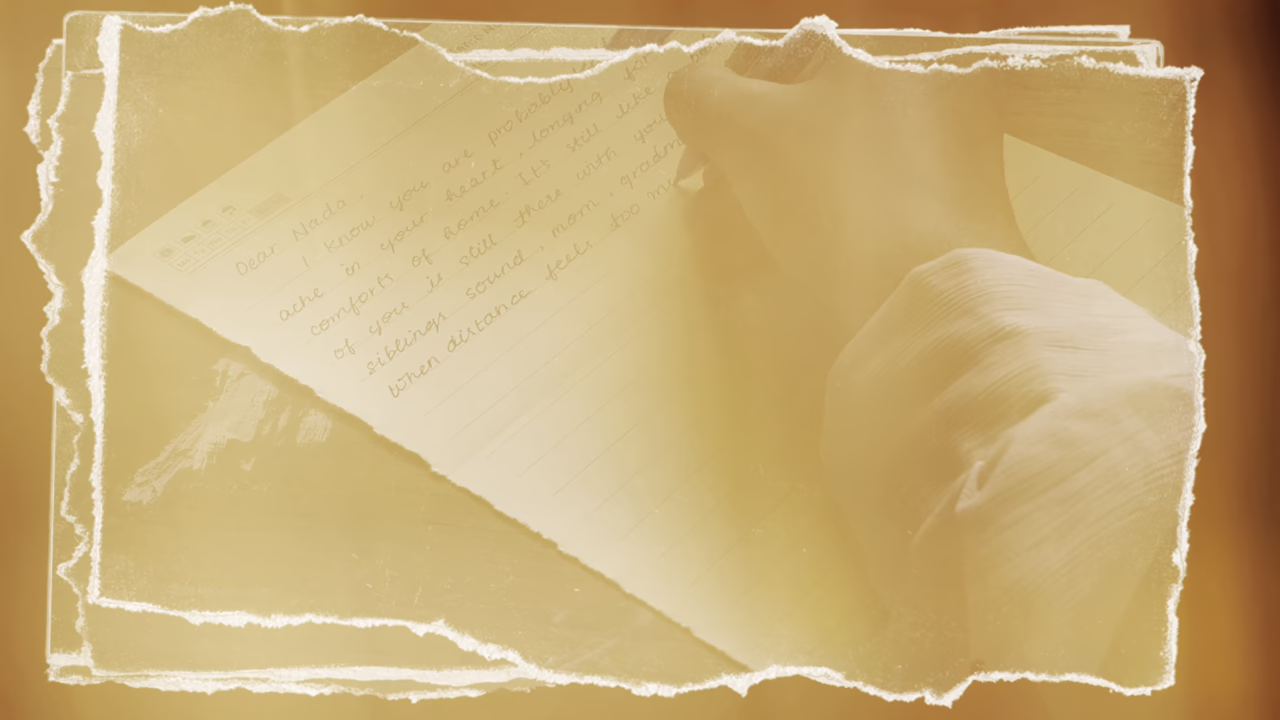 Dear Nada,
I know you are probably
ache in your heart, longing for
comforts of home. It's still like a
of you is still there with you
siblings sound, mom,
When distance feels too